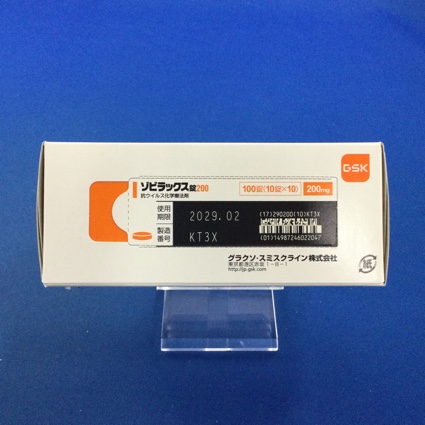 ゾビラックス錠200
抗ウイルス化学療法剤
100錠(10錠×10) 200mg
GSK
使用期限 2029.02
(17)290200(10)KT3X
製造番号 KT3X
(01)14987246022047
グラクソ・スミスクライン株式会社
東京都港区赤坂1-8-1
http://jp.gsk.com
紙